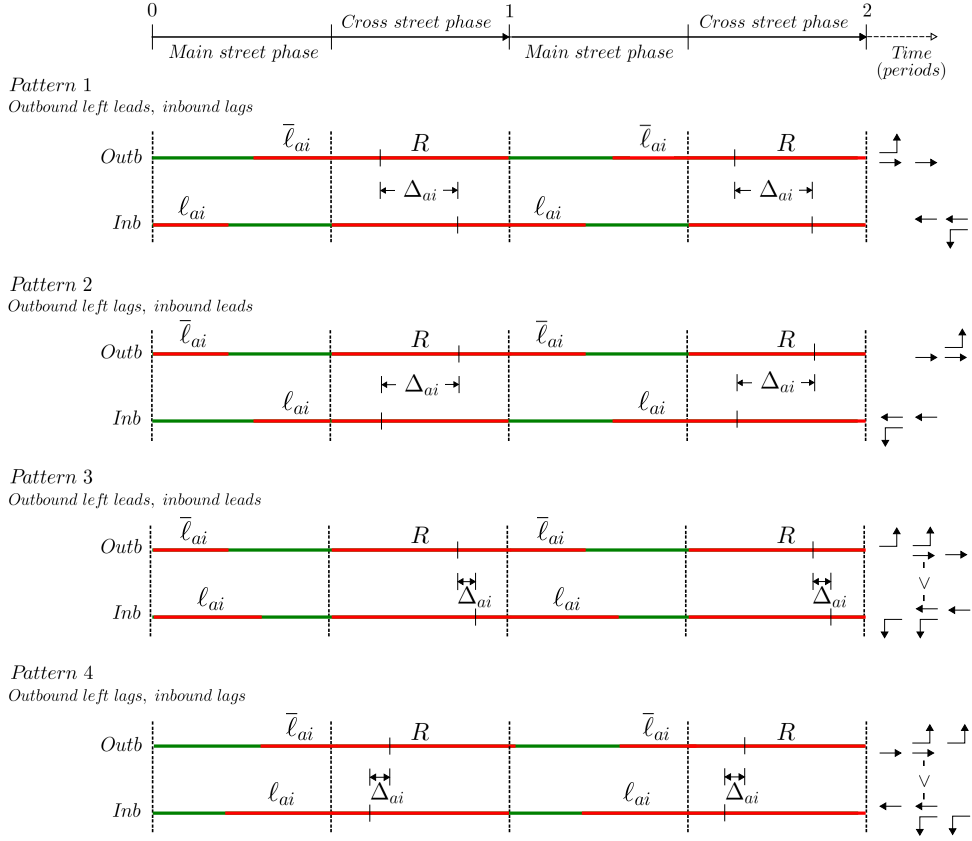 0 1 2
Cross street phase Cross street phase
Main street phase Main street phase Time
(periods)
Pattern 1
Outbound left leads, inbound lags
ℓ̅ai ℓ̅ai
Outb R R
Δai Δai
ℓai ℓai
Inb
Pattern 2
Outbound left lags, inbound leads
ℓ̅ai ℓ̅ai
Outb R R
Δai Δai
ℓai ℓai
Inb
Pattern 3
Outbound left leads, inbound leads
ℓ̅ai ℓ̅ai
Outb R R
Δai Δai
ℓai ℓai
Inb
Pattern 4
Outbound left lags, inbound lags
ℓ̅ai ℓ̅ai
Outb R R
Δai Δai
ℓai ℓai
Inb